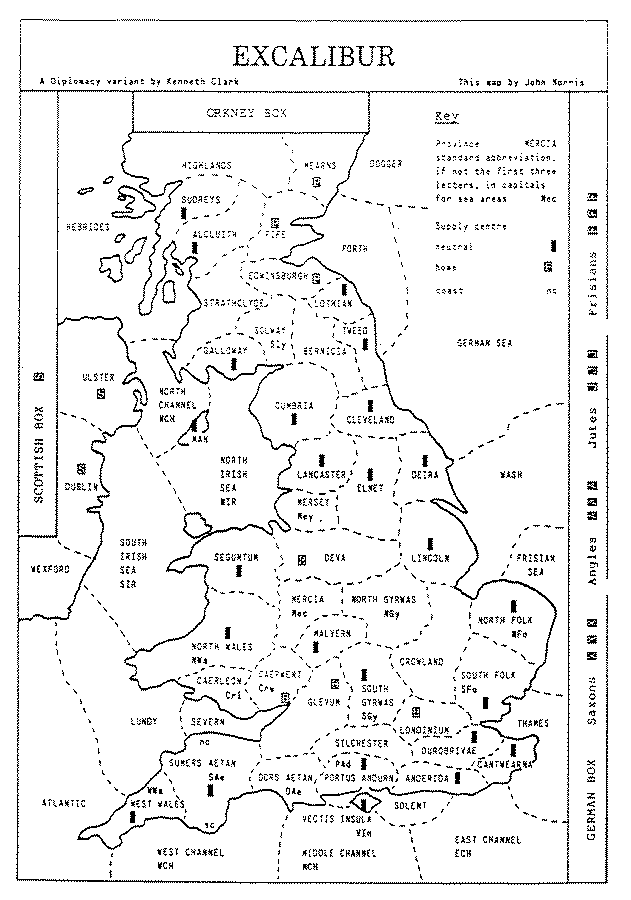 EXCALIBUR
A Diplomacy variant by Kenneth Clark
This map by John Norris
ORKNEY BOX
Key
Province MERCIA
standard abbreviation,
if not the first three
letters, in capitals
for sea areas Mec
Supply centre
neutral
home
coast nc
HIGHLANDS
MEARNS
DOGGER
SUDREYS
HEBRIDES
ALCLUITH
FIFE
FORTH
EDWINSBURGH
STRATHCLYDE
LOTHIAN
SOLWAY
Sly
TWEED
GERMAN SEA
GALLOWAY
BERNICIA
ULSTER
NORTH
CHANNEL
NCH
CUMBRIA
CLEVELAND
MAN
NORTH
IRISH
SEA
NIR
LANCASTER
ELMET
DEIRA
WASH
DUBLIN
MERSEY
Mey
SOUTH
IRISH
SEA
SIR
WEXFORD
SEGUNTUM
DEVA
LINCOLN
FRISIAN
SEA
MERCIA
Mec
NORTH GYRWAS
NGy
NORTH FOLK
NFo
MALVERN
NORTH WALES
NWa
CROWLAND
CAERLEON
Crl
CAERWENT
Crw
SOUTH
GYRWAS
SGy
SOUTH FOLK
SFo
GLEVUM
LUNDY
SEVERN
LONDINIUM
THAMES
nc
SILCHESTER
DUROBRIVAE
SUMERS AETAN
SAe
PAd
CANTWEARNA
DORS AETAN
DAe
PORTUS ANDURN
ANDERIDA
ATLANTIC
WWa
WEST WALES
SOLENT
sc
VECTIS INSULA
VIn
WEST CHANNEL
WCH
MIDDLE CHANNEL
MCH
EAST CHANNEL
ECH
SCOTTISH BOX
GERMAN BOX
Saxons
Angles
Jutes
Frisians